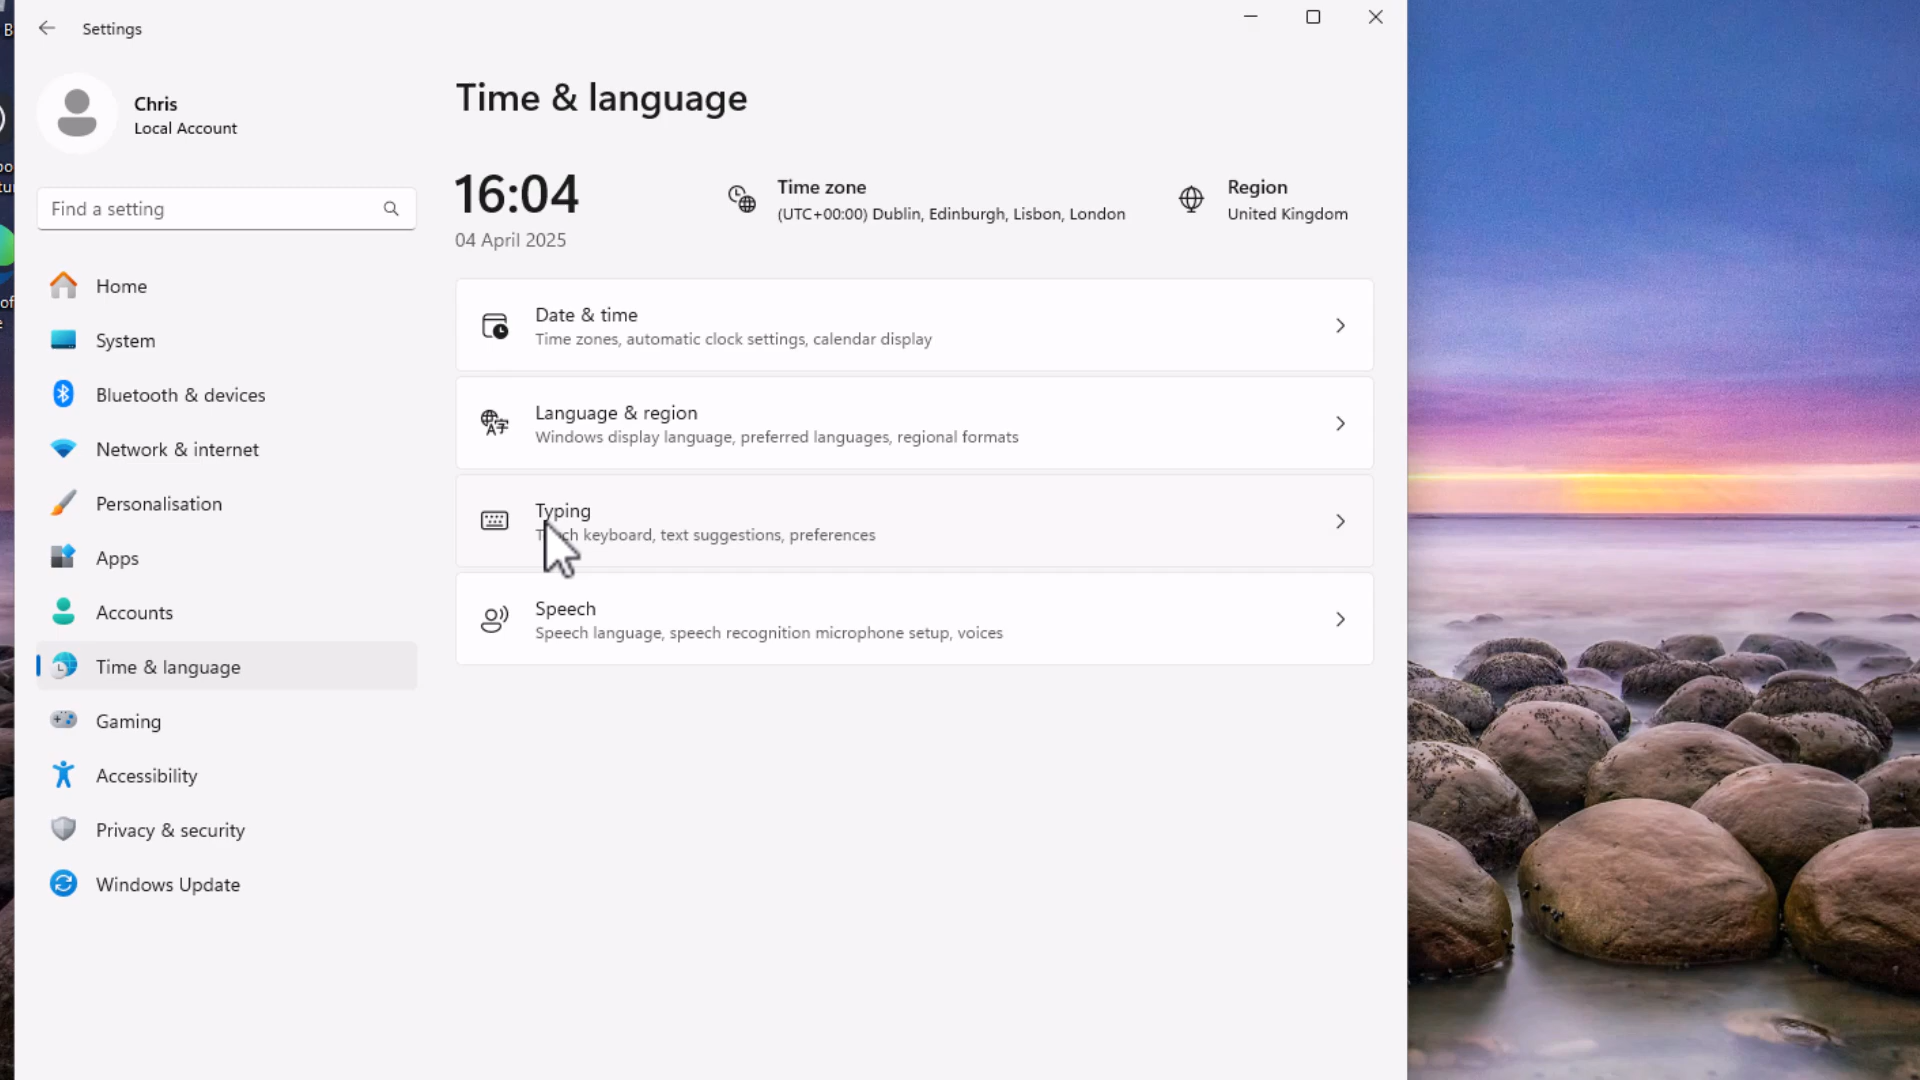 Settings
Chris
Local Account
Find a setting
Home
System
Bluetooth & devices
Network & internet
Personalisation
Apps
Accounts
Time & language
Gaming
Accessibility
Privacy & security
Windows Update
Time & language
16:04
04 April 2025
Time zone
(UTC+00:00) Dublin, Edinburgh, Lisbon, London
Region
United Kingdom
Date & time
Time zones, automatic clock settings, calendar display
Language & region
Windows display language, preferred languages, regional formats
Typing
keyboard, text suggestions, preferences
Speech
Speech language, speech recognition microphone setup, voices